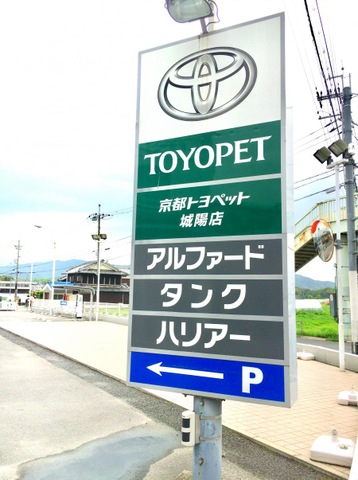 TOYOPET
京都トヨペット
城陽店
アルファード
タンク
ハリアー
← P